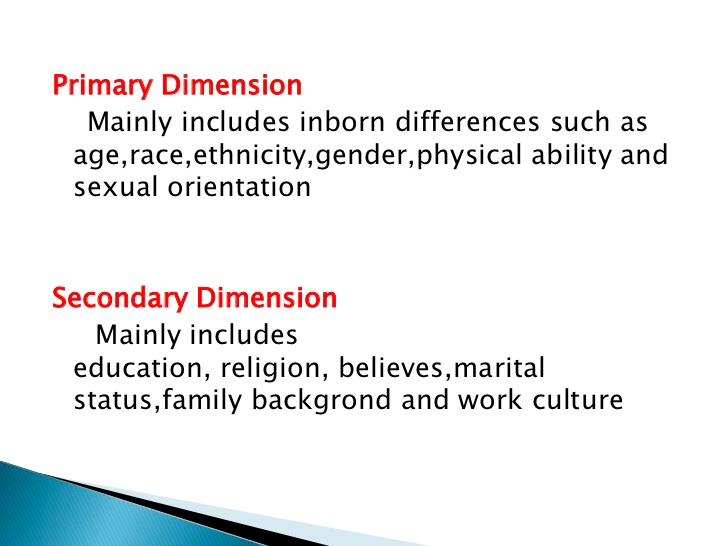 Primary Dimension
Mainly includes inborn differences such as
age,race,ethnicity,gender,physical ability and
sexual orientation
Secondary Dimension
Mainly includes
education, religion, believes,marital
status,family backgrond and work culture